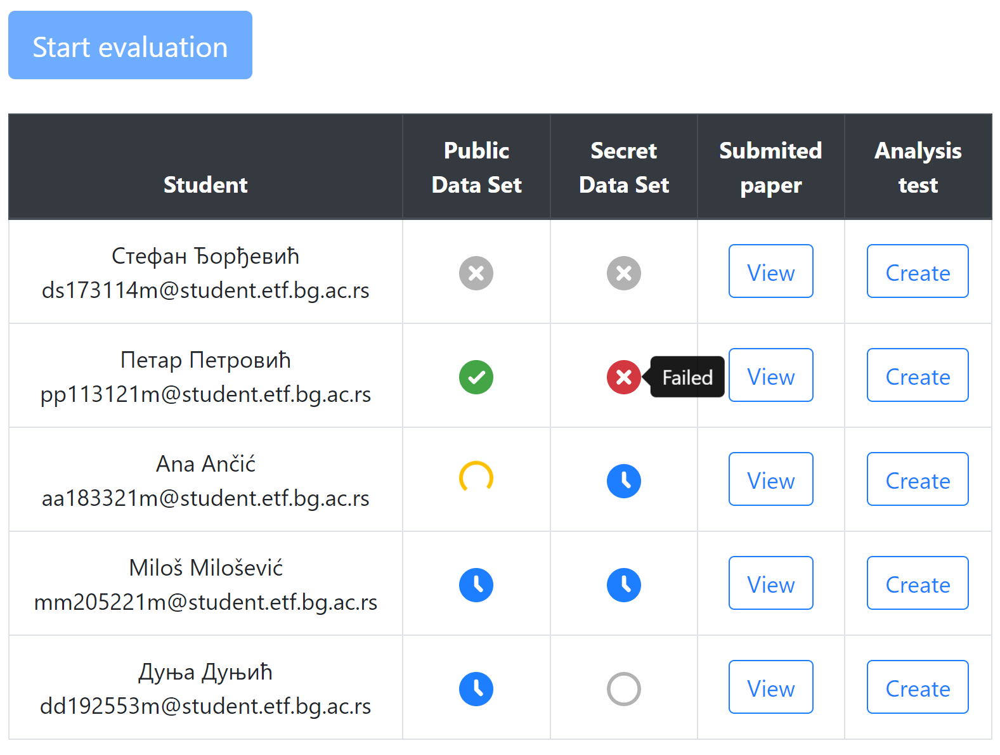 Start evaluation
Student
Public
Data Set
Secret
Data Set
Submited
paper
Analysis
test
Стефан Ђорђевић
ds173114m@student.etf.bg.ac.rs
View
Create
Петар Петровић
pp113121m@student.etf.bg.ac.rs
Failed
View
Create
Ana Ančić
aa183321m@student.etf.bg.ac.rs
View
Create
Miloš Milošević
mm205221m@student.etf.bg.ac.rs
View
Create
Дуња Дуњић
dd192553m@student.etf.bg.ac.rs
View
Create